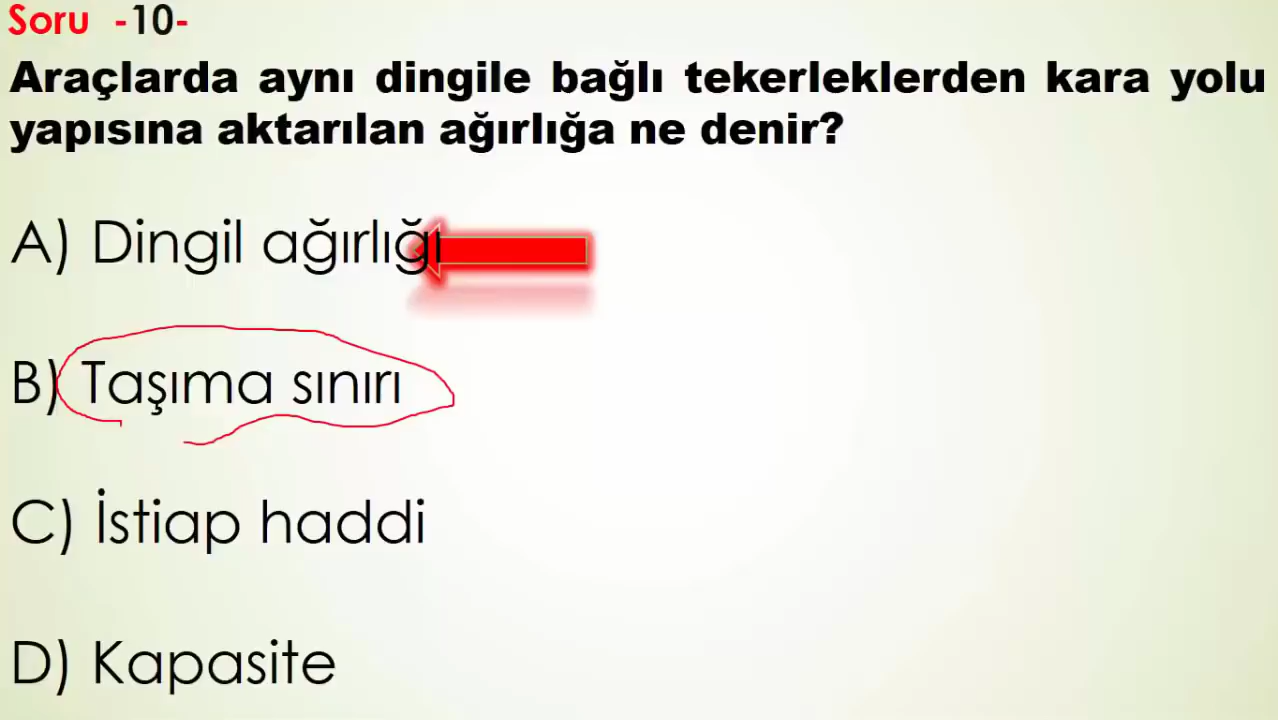 Soru -10-
Araçlarda aynı dingile bağlı tekerleklerden kara yolu
yapısına aktarılan ağırlığa ne denir?
A) Dingil ağırlığı
B) Taşıma sınırı
C) İstiap haddi
D) Kapasite